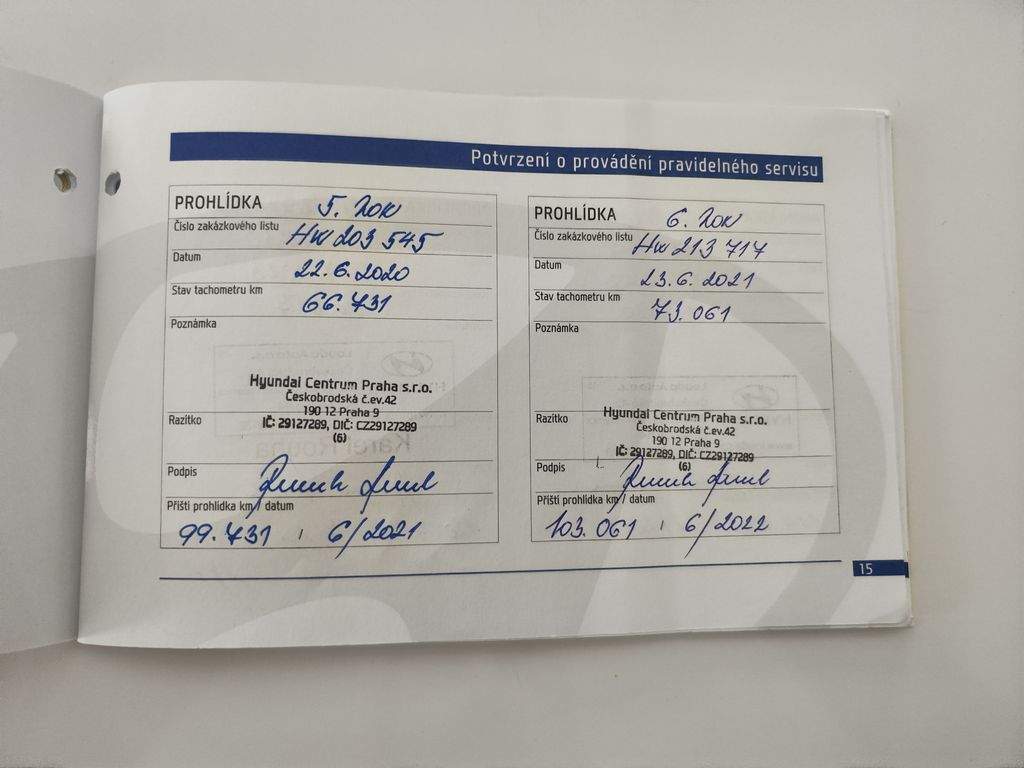 Potvrzení o provádění pravidelného servisu
PROHLÍDKA 5. rok
Číslo zakázkového listu HW 203 545
Datum 22.6.2020
Stav tachometru km 66.731
Poznámka
Hyundai Centrum Praha s.r.o.
Českobrodská č.ev.42
190 12 Praha 9
Razítko IČ: 29127289, DIČ: CZ29127289
(6)
Podpis
Příští prohlídka km / datum
99.731 / 6/2021
PROHLÍDKA 6. rok
Číslo zakázkového listu HW 213 717
Datum 23.6.2021
Stav tachometru km 73.061
Poznámka
Hyundai Centrum Praha s.r.o.
Razítko Českobrodská č.ev.42
190 12 Praha 9
IČ: 29127289, DIČ: CZ29127289
(6)
Podpis
Příští prohlídka km / datum
103.061 / 6/2022
15